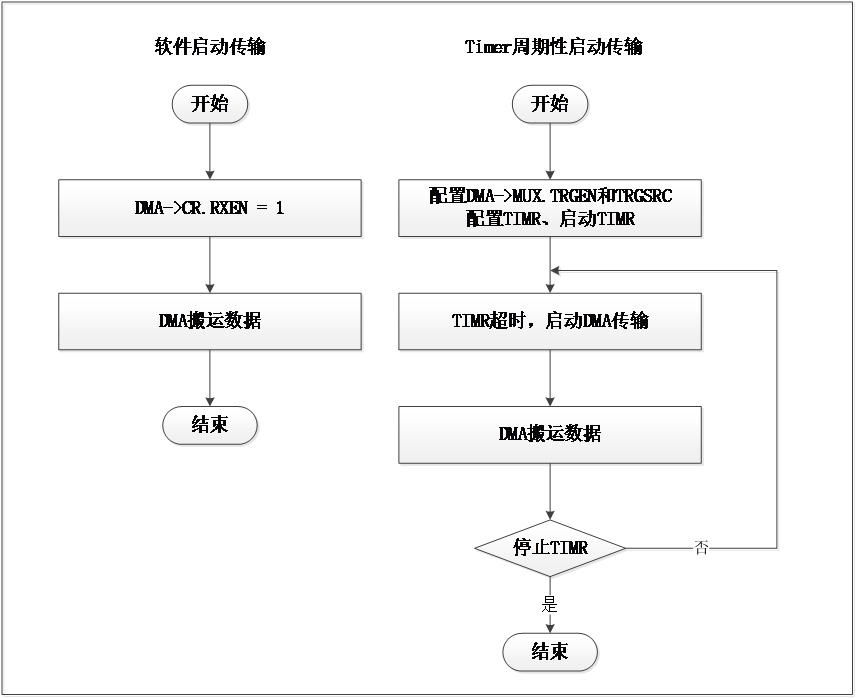 软件启动传输
开始
DMA->CR.RXEN = 1
DMA搬运数据
结束
Timer周期性启动传输
开始
配置DMA->MUX.TRGEN和TRGSRC
配置TIMR、启动TIMR
TIMR超时，启动DMA传输
DMA搬运数据
停止TIMR
否
是
结束